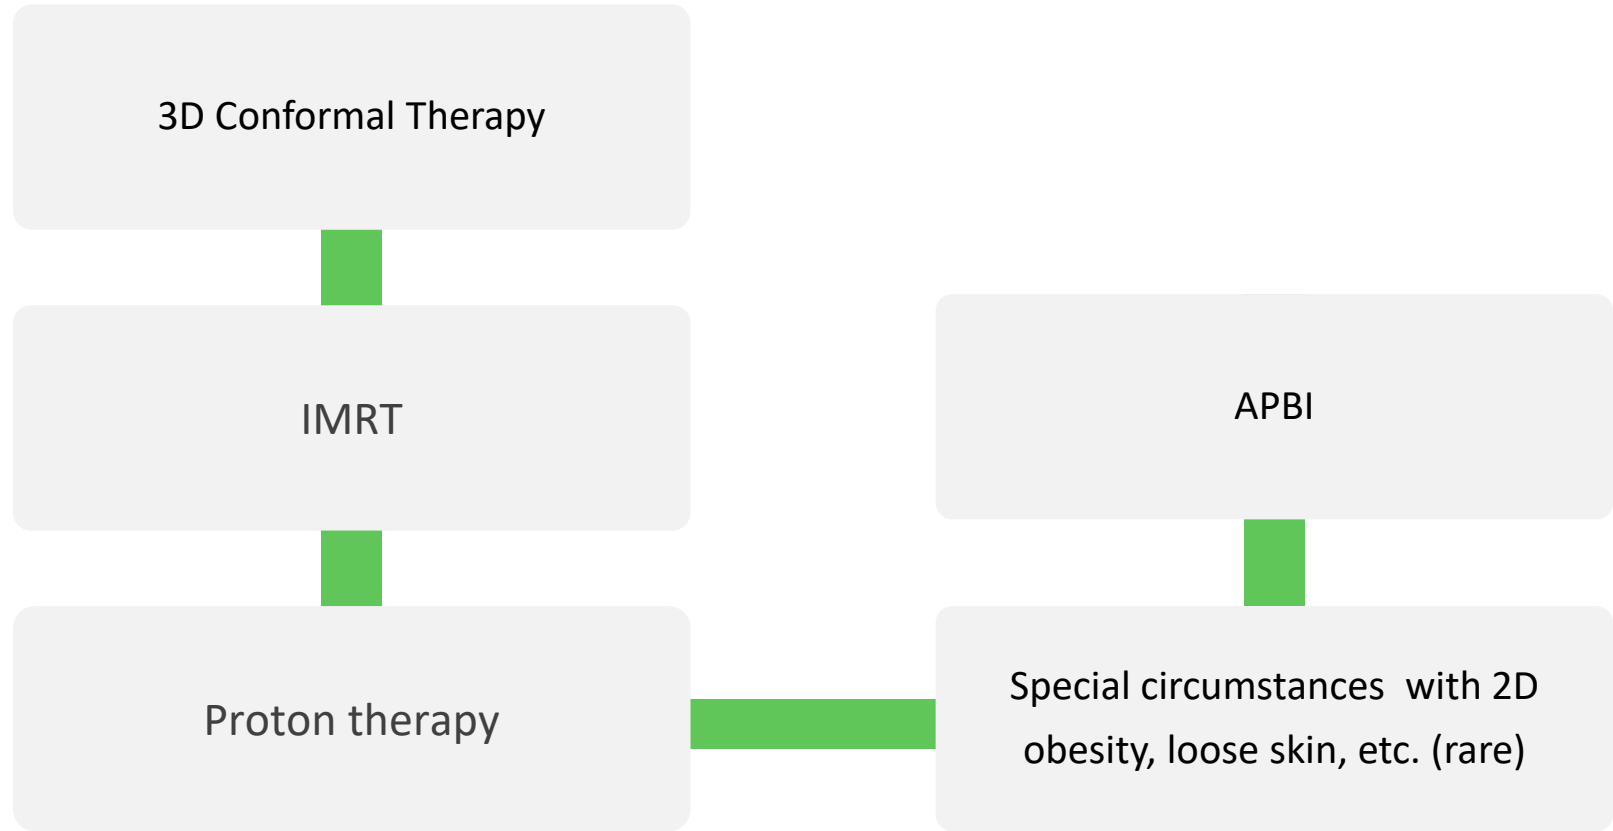 3D Conformal Therapy
IMRT
Proton therapy
Special circumstances  with 2D
obesity, loose skin, etc. (rare)
APBI